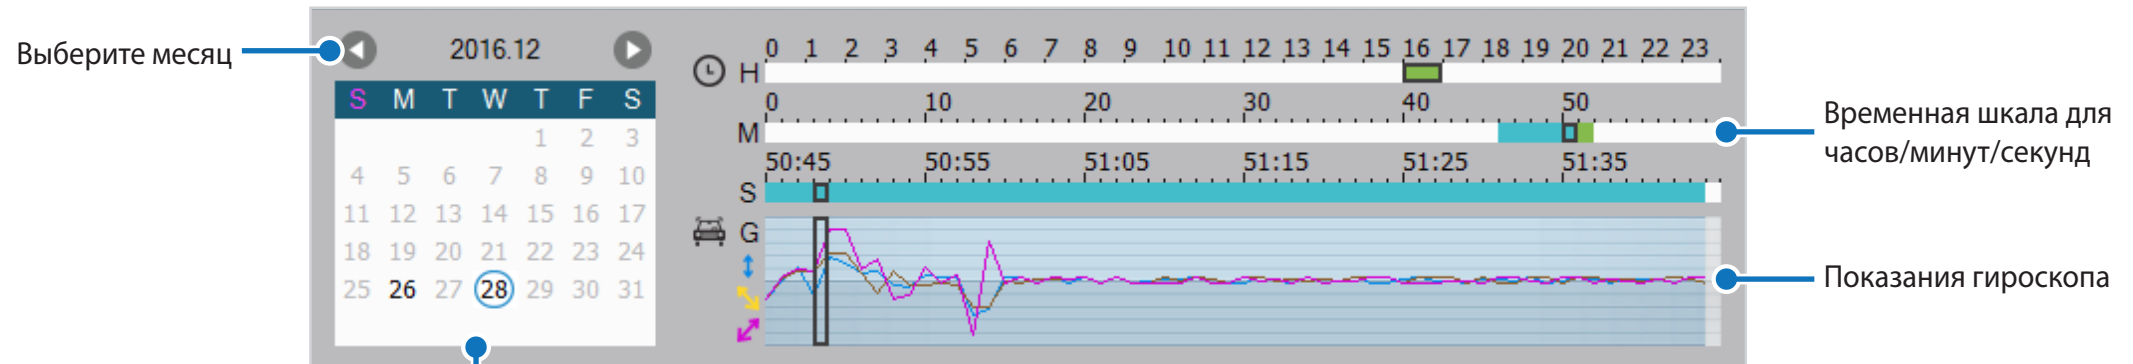 Выберите месяц
2016.12
S M T W T F S
1 2 3
4 5 6 7 8 9 10
11 12 13 14 15 16 17
18 19 20 21 22 23 24
25 26 27 28 29 30 31
0 1 2 3 4 5 6 7 8 9 10 11 12 13 14 15 16 17 18 19 20 21 22 23
H
0 10 20 30 40 50
M
50:45 50:55 51:05 51:15 51:25 51:35
S
G
Временная шкала для
часов/минут/секунд
Показания гироскопа